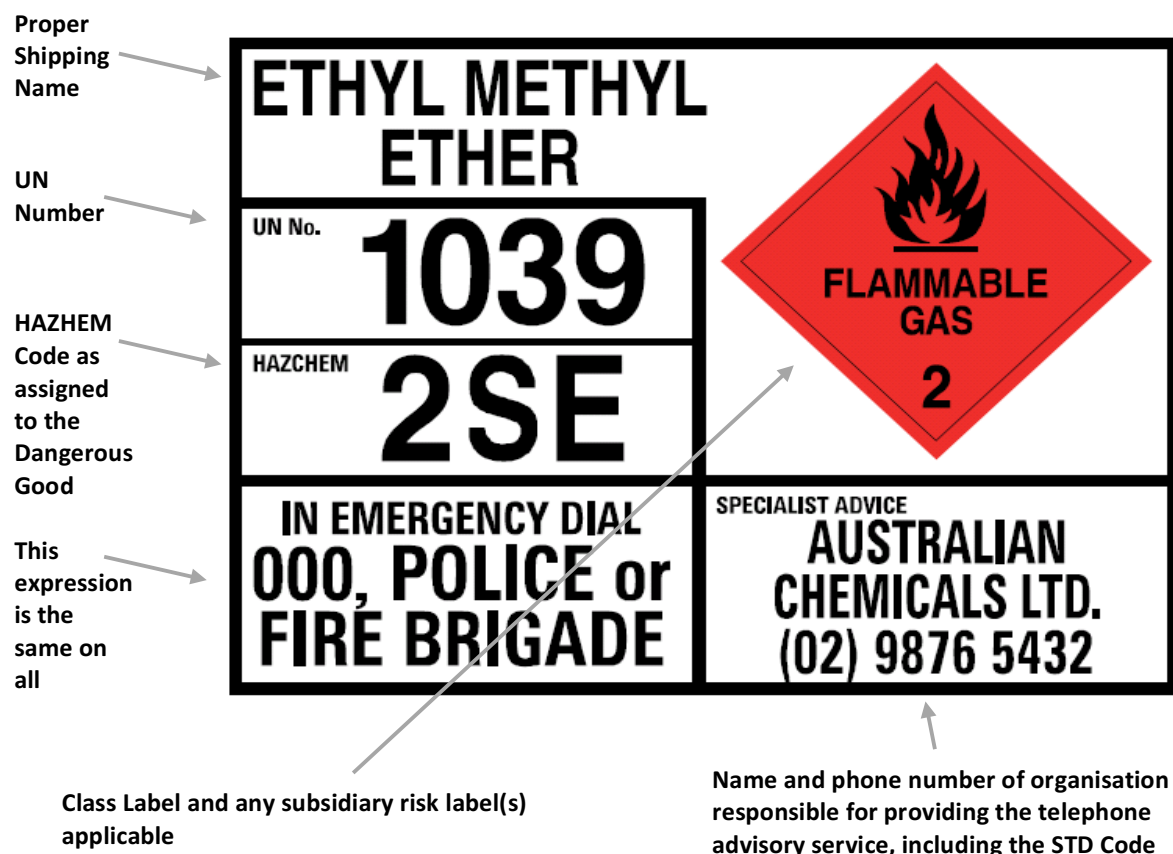 Proper
Shipping
Name
ETHYL METHYL
ETHER
UN
Number
UN No.
1039
HAZHEM
Code as
assigned
to the
Dangerous
Good
HAZCHEM
2SE
FLAMMABLE
GAS
2
This
expression
is the
same on
all
IN EMERGENCY DIAL
000, POLICE or
FIRE BRIGADE
SPECIALIST ADVICE
AUSTRALIAN
CHEMICALS LTD.
(02) 9876 5432
Class Label and any subsidiary risk label(s)
applicable
Name and phone number of organisation
responsible for providing the telephone
advisory service, including the STD Code